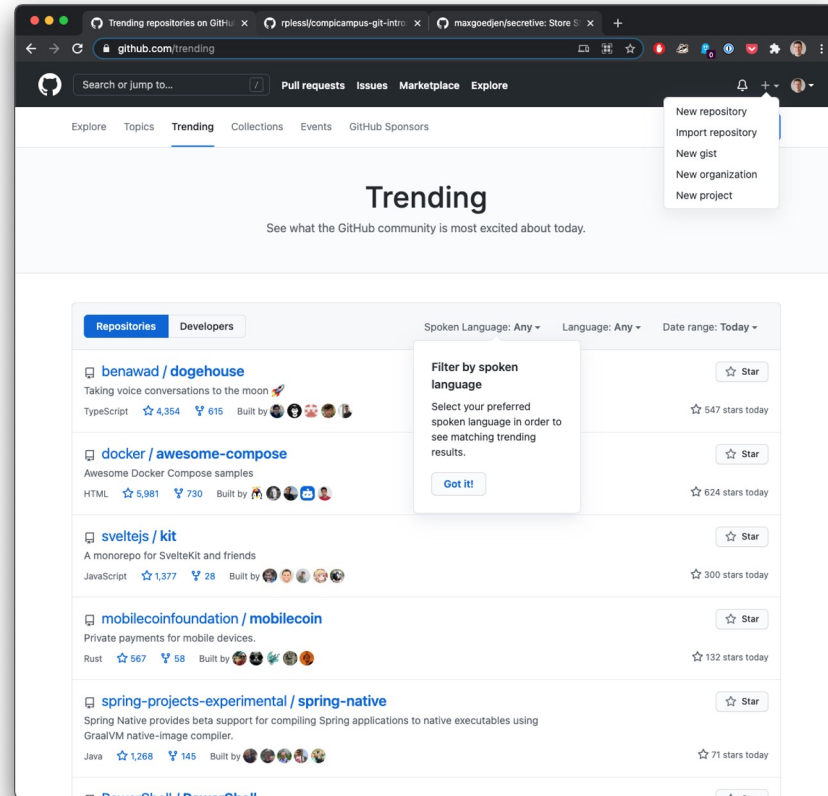 Trending repositories on GitHu
rplessl/compicampus-git-intro:
maxgoedjen/secretive: Store S
github.com/trending
0
Search or jump to...
/
Pull requests Issues Marketplace Explore
New repository
Import repository
New gist
New organization
New project
Explore Topics Trending Collections Events GitHub Sponsors
Trending
See what the GitHub community is most excited about today.
Repositories Developers
Spoken Language: Any Language: Any Date range: Today
Filter by spoken
language
Select your preferred
spoken language in order to
see matching trending
results.
Got it!
benawad / dogehouse
Star
Taking voice conversations to the moon 🚀
TypeScript 4,354 615 Built by
547 stars today
docker / awesome-compose
Star
Awesome Docker Compose samples
HTML 5,981 730 Built by
624 stars today
sveltejs / kit
Star
A monorepo for SvelteKit and friends
JavaScript 1,377 28 Built by
300 stars today
mobilecoinfoundation / mobilecoin
Star
Private payments for mobile devices.
Rust 567 58 Built by
132 stars today
spring-projects-experimental / spring-native
Star
Spring Native provides beta support for compiling Spring applications to native executables using
GraalVM native-image compiler.
Java 1,268 145 Built by
71 stars today
PowerShell / PowerShell